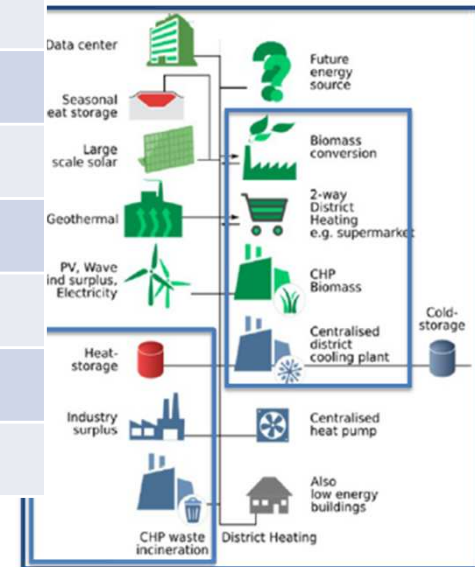 Data center
Future
energy
source
Seasonal
eat storage
Large
scale solar
Biomass
conversion
Geothermal
2-way
District
Heating
e.g. supermarket
PV, Wave
ind surplus,
Electricity
CHP
Biomass
Cold-
storage
Heat-
storage
Centralised
district
cooling plant
Industry
surplus
Centralised
heat pump
Also
low energy
buildings
CHP waste
incineration
District Heating